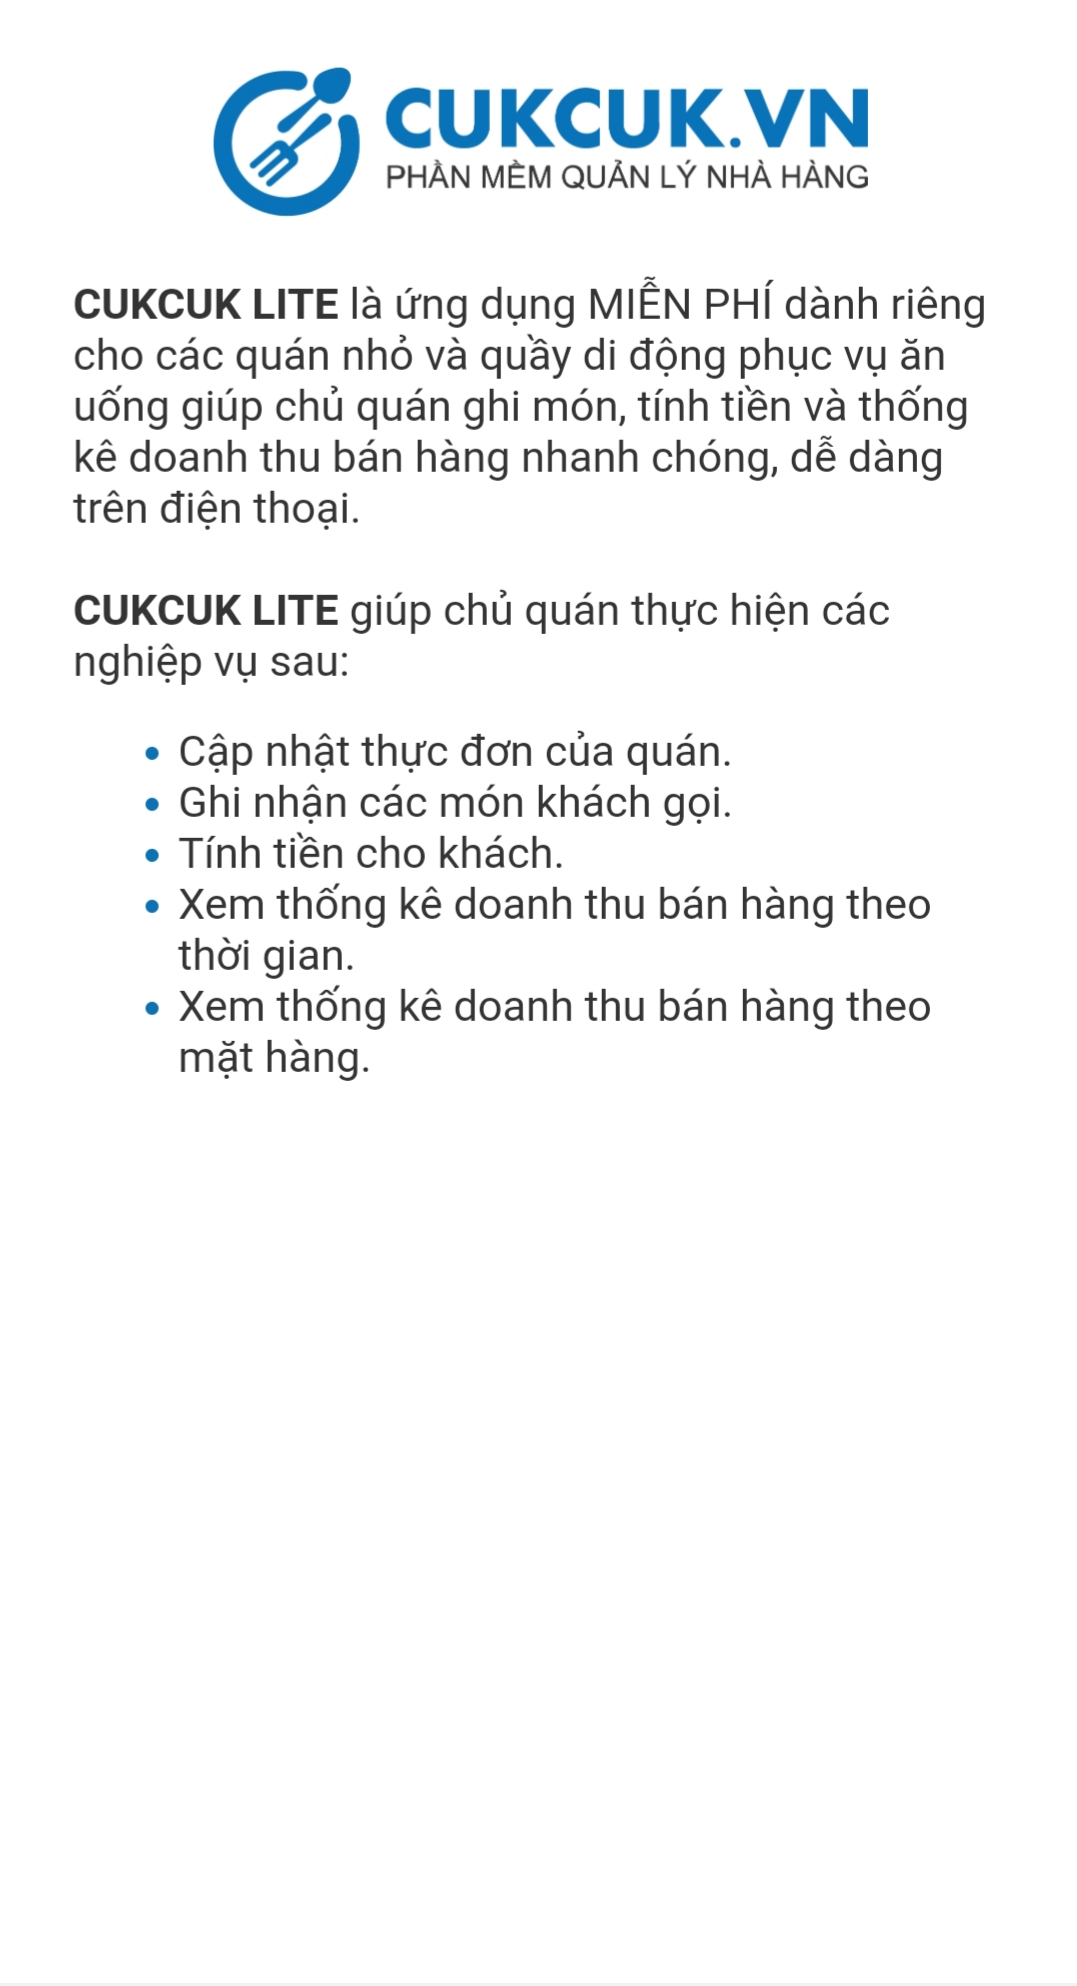 CUKCUK.VN
PHẦN MỀM QUẢN LÝ NHÀ HÀNG
CUKCUK LITE là ứng dụng MIỄN PHÍ dành riêng
cho các quán nhỏ và quầy di động phục vụ ăn
uống giúp chủ quán ghi món, tính tiền và thống
kê doanh thu bán hàng nhanh chóng, dễ dàng
trên điện thoại.
CUKCUK LITE giúp chủ quán thực hiện các
nghiệp vụ sau:
• Cập nhật thực đơn của quán.
• Ghi nhận các món khách gọi.
• Tính tiền cho khách.
• Xem thống kê doanh thu bán hàng theo
thời gian.
• Xem thống kê doanh thu bán hàng theo
mặt hàng.